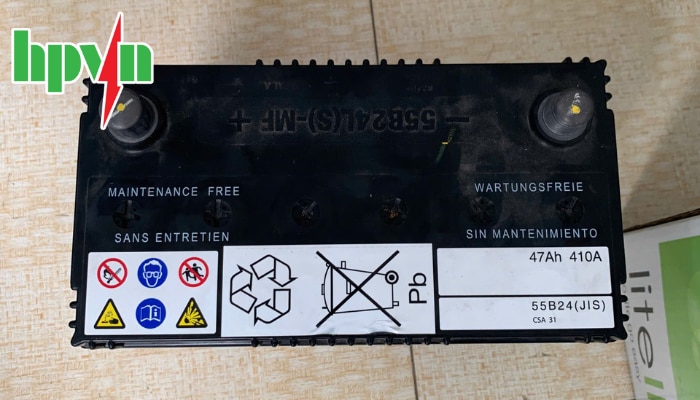 hpvn
– 55B24L(S)-MF +
MAINTENANCE FREE
WARTUNGSFREIE
SANS ENTRETIEN
SIN MANTENIMIENTO
Pb
47Ah 410A
55B24(JIS)
CSA 31
lite